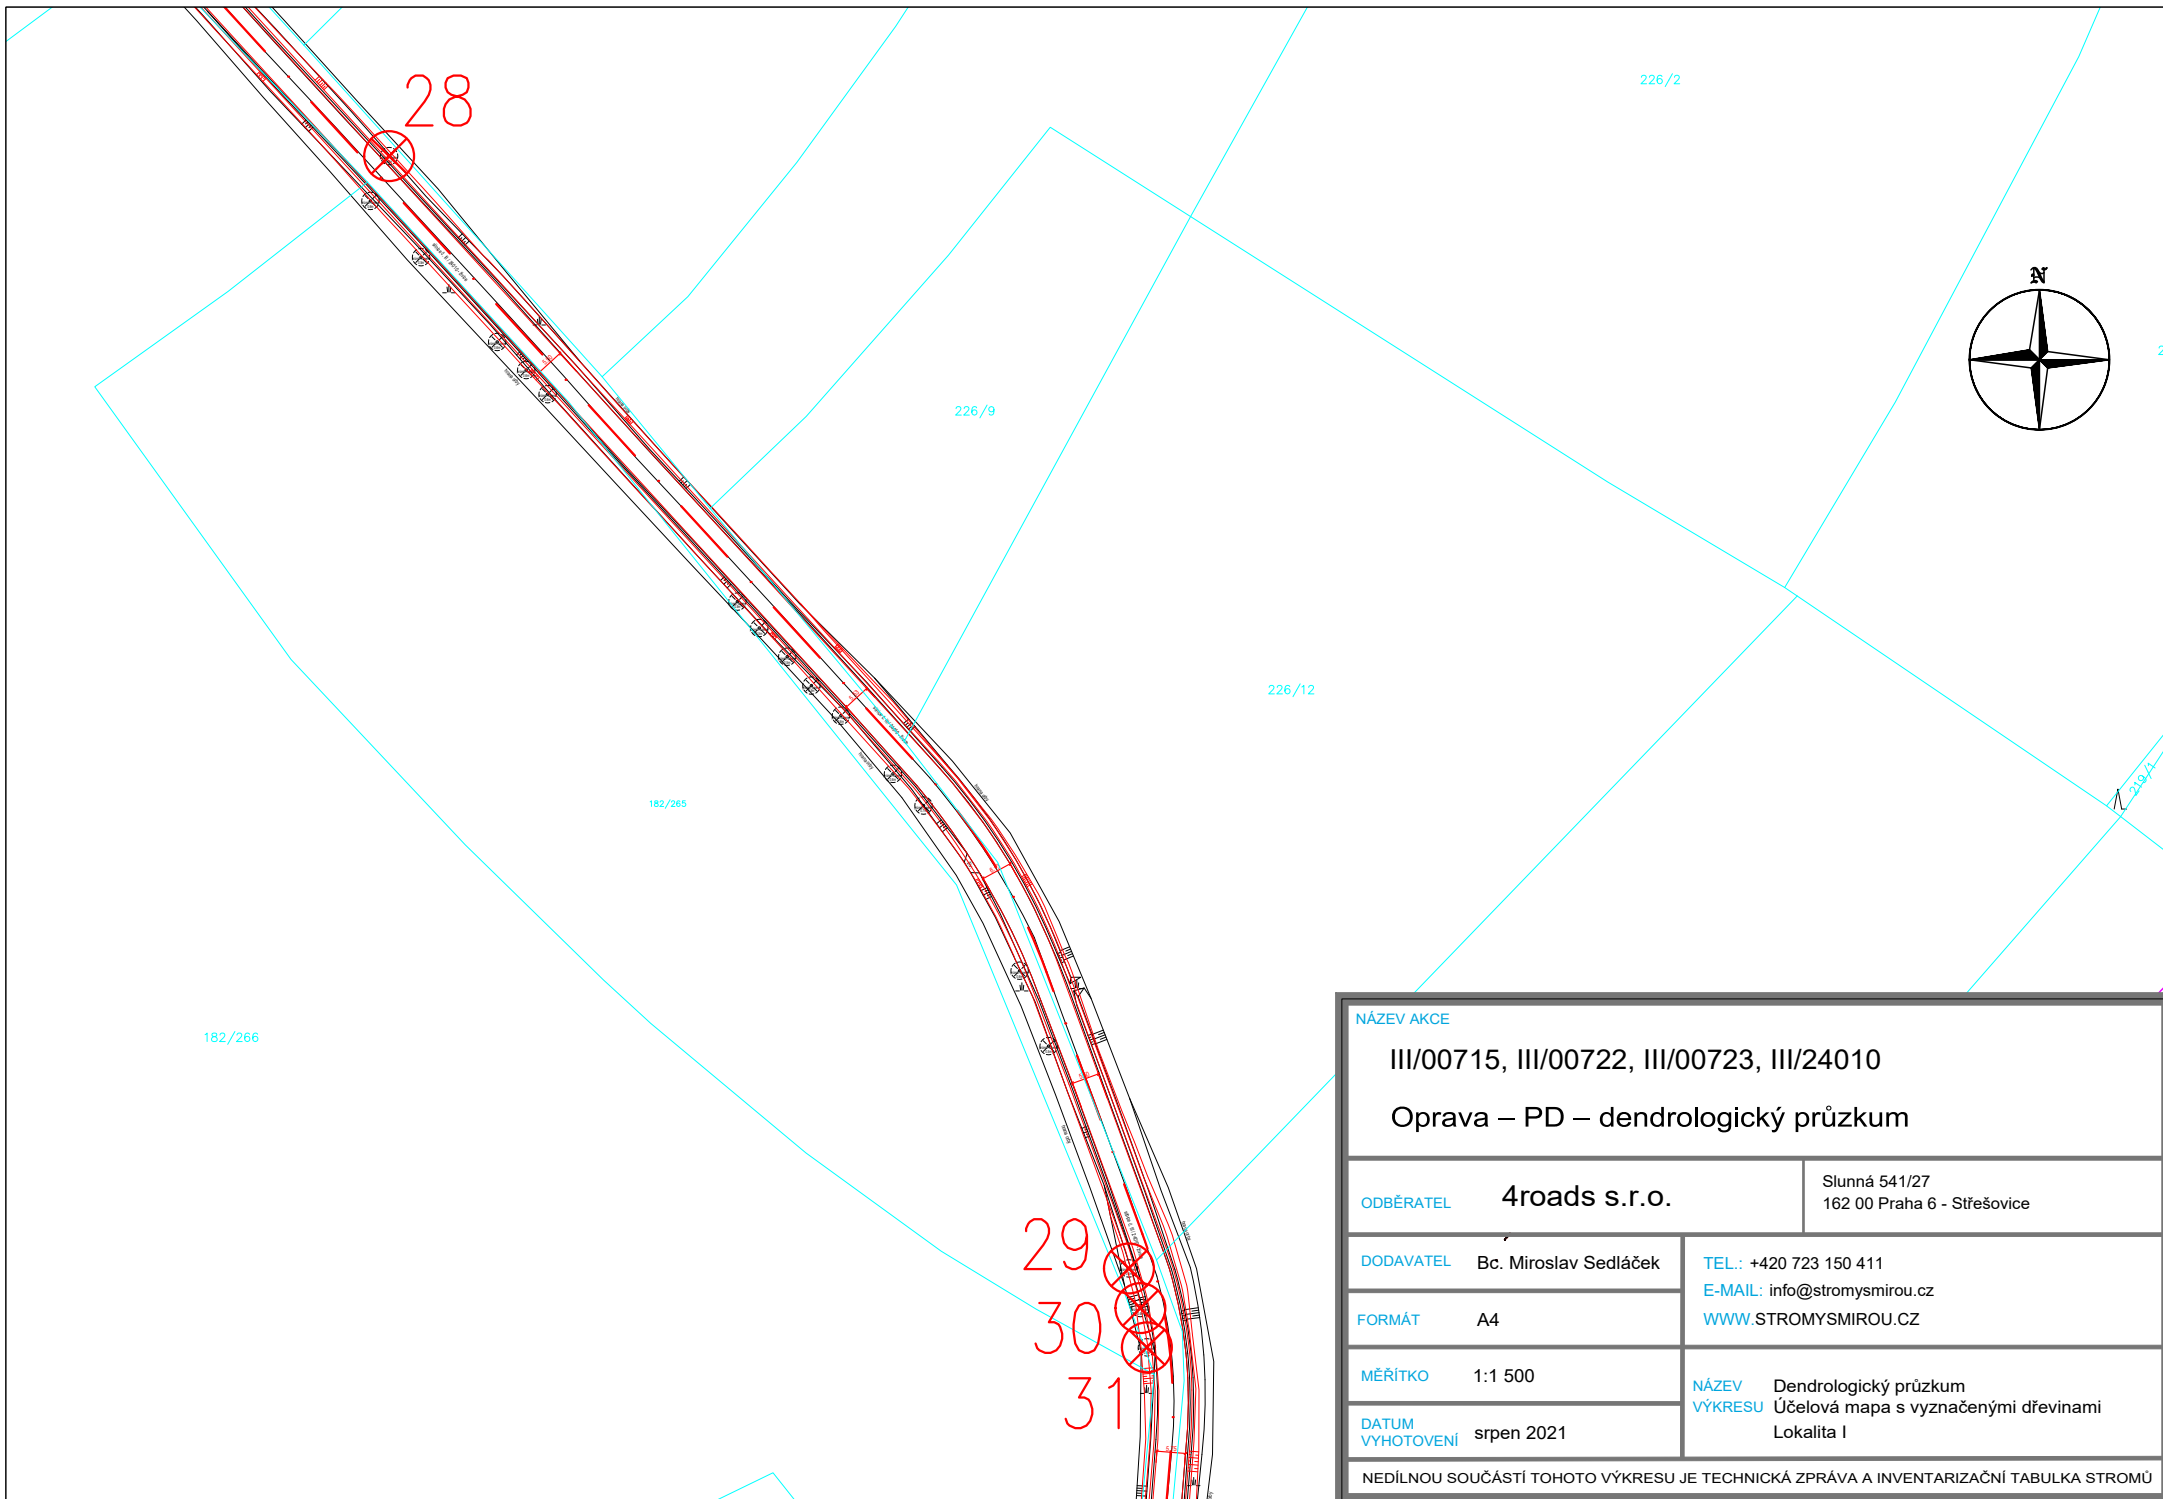 28
226/2
N
226/9
226/12
219/1
182/265
182/266
29
30
31
NÁZEV AKCE
III/00715, III/00722, III/00723, III/24010
Oprava – PD – dendrologický průzkum
ODBĚRATEL 4roads s.r.o.
Slunná 541/27
162 00 Praha 6 - Střešovice
DODAVATEL Bc. Miroslav Sedláček
TEL.: +420 723 150 411
E-MAIL: info@stromysmirou.cz
WWW.STROMYSMIROU.CZ
FORMÁT A4
MĚŘÍTKO 1:1 500
NÁZEV VÝKRESU
Dendrologický průzkum
Účelová mapa s vyznačenými dřevinami
Lokalita I
DATUM VYHOTOVENÍ srpen 2021
NEDÍLNOU SOUČÁSTÍ TOHOTO VÝKRESU JE TECHNICKÁ ZPRÁVA A INVENTARIZAČNÍ TABULKA STROMŮ